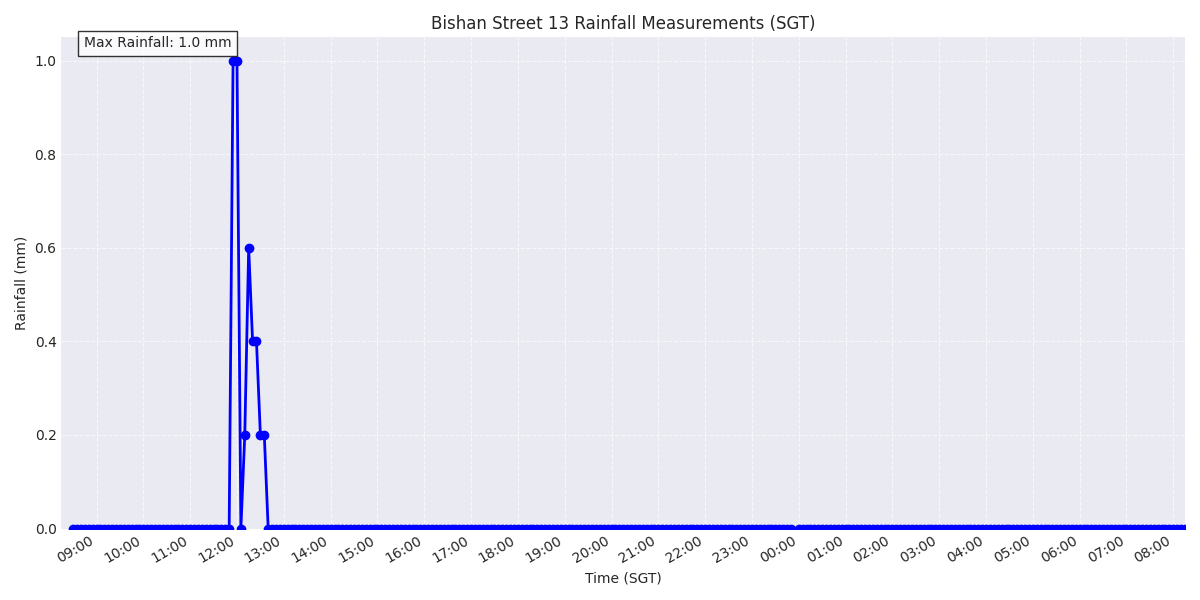 Bishan Street 13 Rainfall Measurements (SGT)
Max Rainfall: 1.0 mm
1.0
0.8
0.6
0.4
0.2
0.0
Rainfall (mm)
09:00 10:00 11:00 12:00 13:00 14:00 15:00 16:00 17:00 18:00 19:00 20:00 21:00 22:00 23:00 00:00 01:00 02:00 03:00 04:00 05:00 06:00 07:00 08:00
Time (SGT)